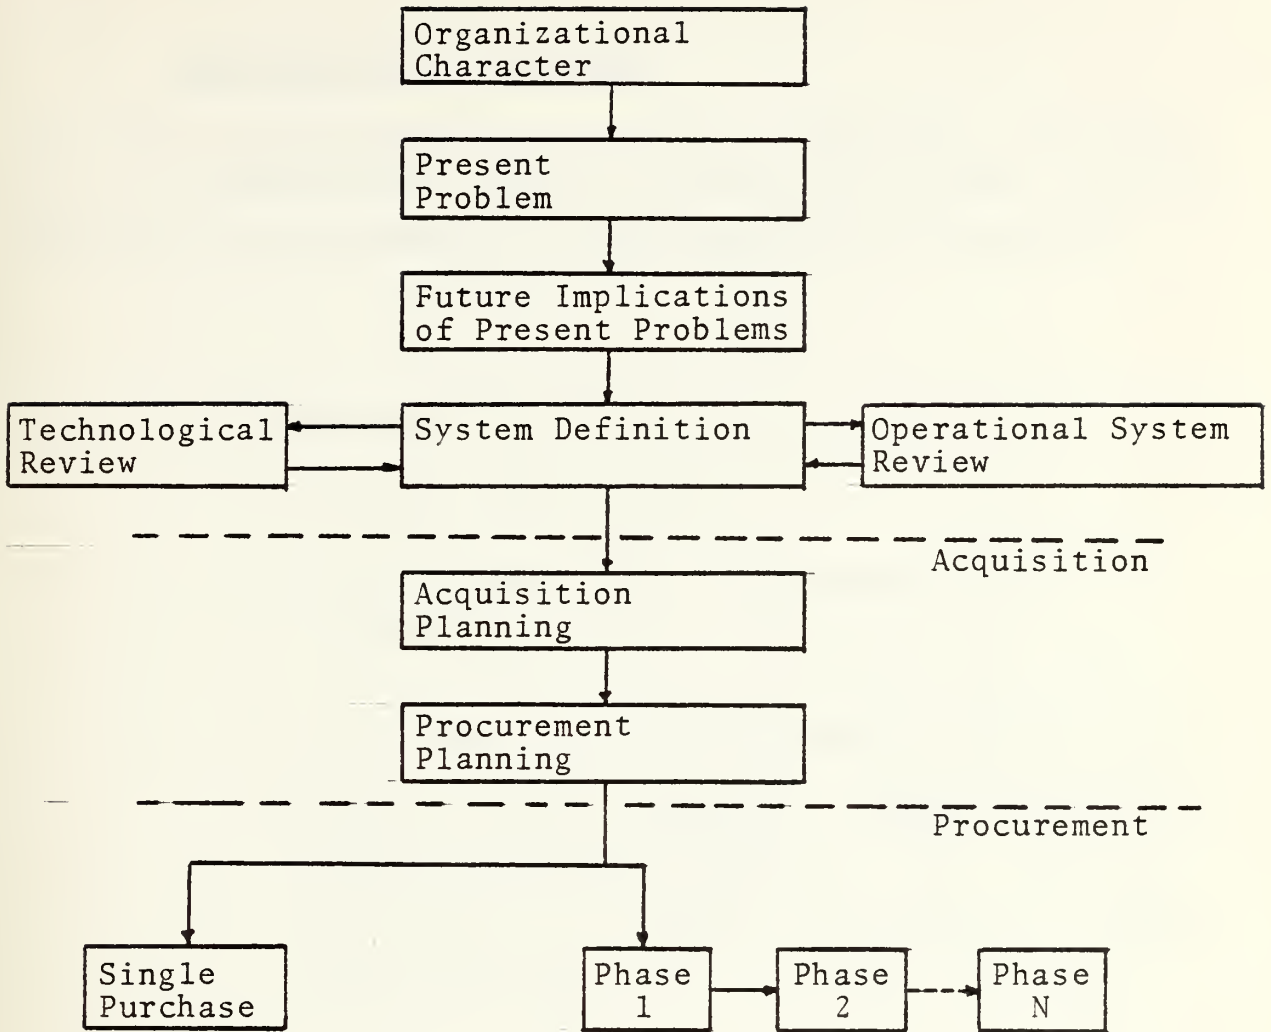 Organizational
Character
Present
Problem
Future Implications
of Present Problems
Technological
Review
System Definition
Operational System
Review
Acquisition
Acquisition
Planning
Procurement
Planning
Procurement
Single
Purchase
Phase
1
Phase
2
Phase
N